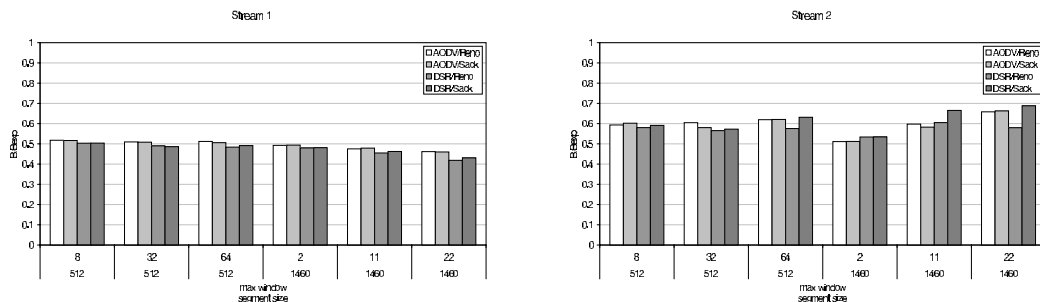 Stream 1
1
0.9
0.8
0.7
0.6
0.5
0.4
0.3
0.2
0.1
0
AODV/Reno
AODV/Sack
DSR/Reno
DSR/Sack
8 32 64 2 11 22
512 512 512 1460 1460 1460
max window
segment size
Stream 2
1
0.9
0.8
0.7
0.6
0.5
0.4
0.3
0.2
0.1
0
AODV/Reno
AODV/Sack
DSR/Reno
DSR/Sack
8 32 64 2 11 22
512 512 512 1460 1460 1460
max window
segment size